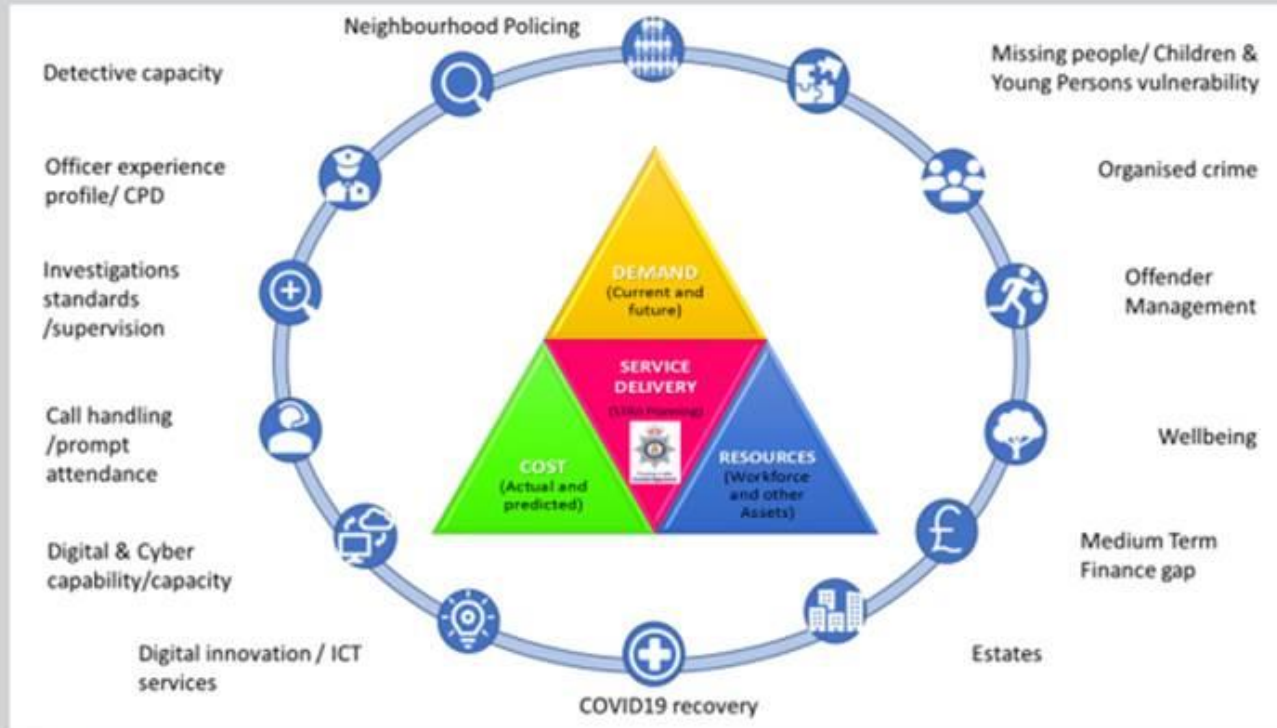 Neighbourhood Policing
Detective capacity
Missing people/ Children &
Young Persons vulnerability
Officer experience
profile/ CPD
Organised crime
Investigations
standards
/supervision
Offender
Management
Call handling
/prompt
attendance
Wellbeing
Digital & Cyber
capability/capacity
Medium Term
Finance gap
Digital innovation / ICT
services
Estates
COVID19 recovery
DEMAND
(Current and
future)
SERVICE
DELIVERY
Planning)
COST
(Actual and
predicted)
RESOURCES
(Workforce
and other
Assets)
£